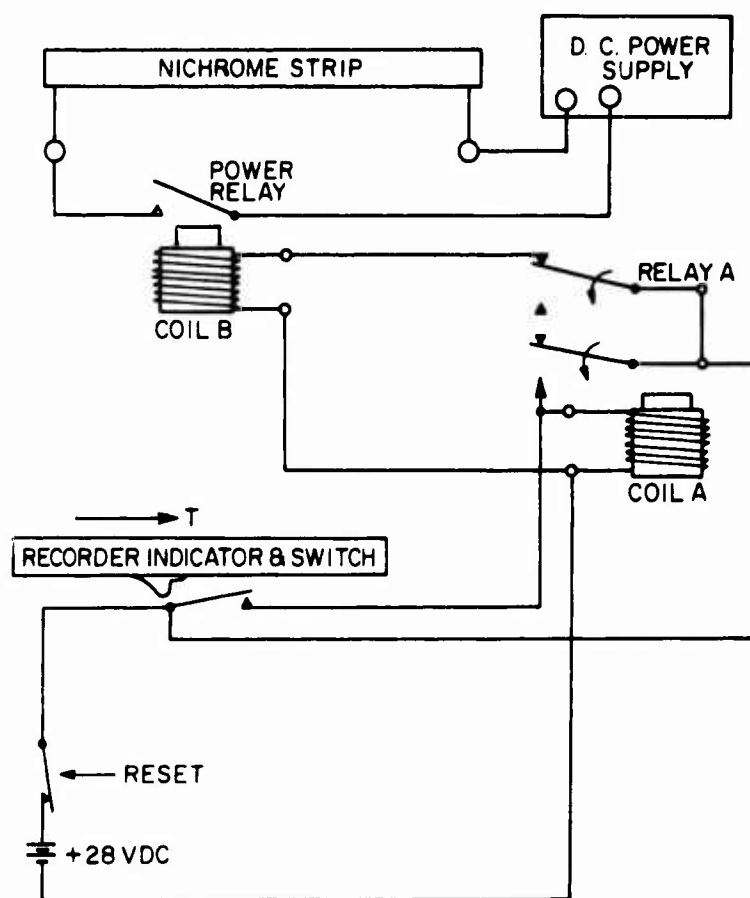 NICHROME STRIP
D. C. POWER
SUPPLY
POWER
RELAY
RELAY A
COIL B
COIL A
T
RECORDER INDICATOR & SWITCH
RESET
+28 VDC